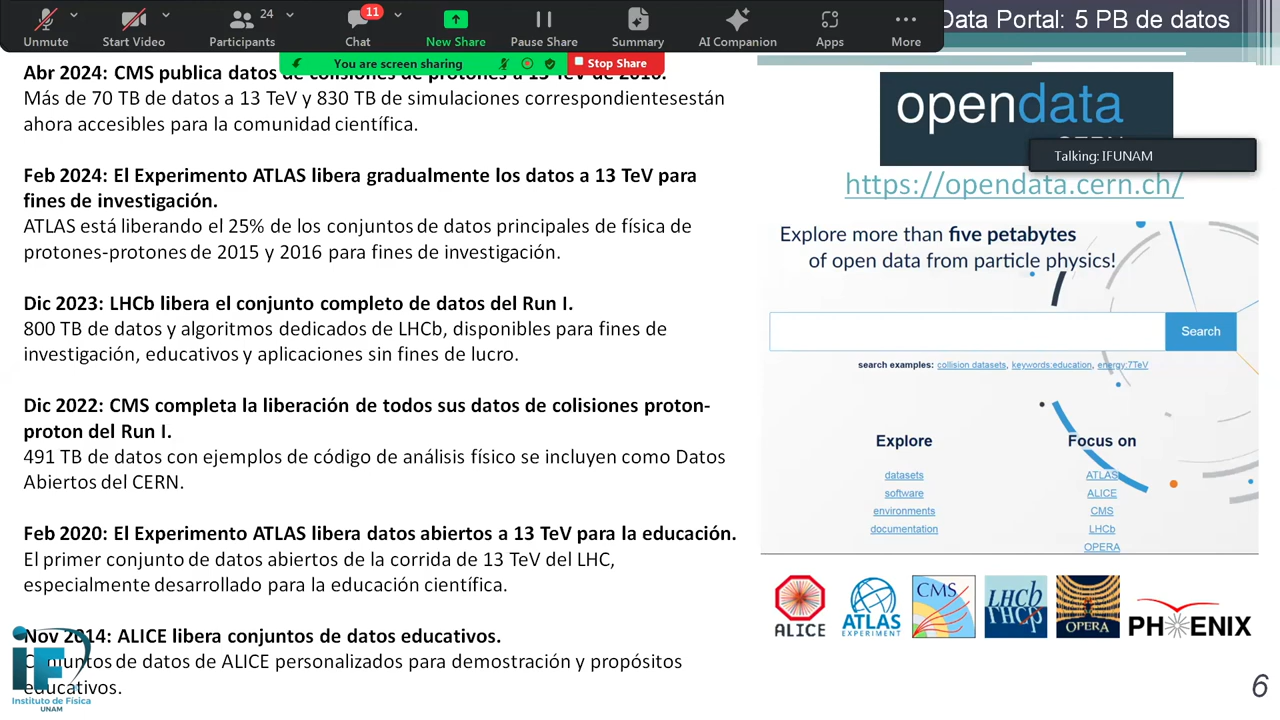 Unmute
Start Video
Participants
24
Chat
11
New Share
Pause Share
Summary
AI Companion
Apps
More
You are screen sharing
Stop Share
Data Portal: 5 PB de datos
Abr 2024: CMS publica datos de colisiones de protones a 13 TeV de 2016.
Más de 70 TB de datos a 13 TeV y 830 TB de simulaciones correspondientesestán
ahora accesibles para la comunidad científica.
Feb 2024: El Experimento ATLAS libera gradualmente los datos a 13 TeV para
fines de investigación.
ATLAS está liberando el 25% de los conjuntos de datos principales de física de
protones-protones de 2015 y 2016 para fines de investigación.
Dic 2023: LHCb libera el conjunto completo de datos del Run I.
800 TB de datos y algoritmos dedicados de LHCb, disponibles para fines de
investigación, educativos y aplicaciones sin fines de lucro.
Dic 2022: CMS completa la liberación de todos sus datos de colisiones proton-
proton del Run I.
491 TB de datos con ejemplos de código de análisis físico se incluyen como Datos
Abiertos del CERN.
Feb 2020: El Experimento ATLAS libera datos abiertos a 13 TeV para la educación.
El primer conjunto de datos abiertos de la corrida de 13 TeV del LHC,
especialmente desarrollado para la educación científica.
Nov 2014: ALICE libera conjuntos de datos educativos.
Conjuntos de datos de ALICE personalizados para demostración y propósitos
educativos.
iF
Instituto de Física
UNAM
opendata
CERN
Talking: IFUNAM
https://opendata.cern.ch/
Explore more than five petabytes
of open data from particle physics!
Search
search examples: collision datasets, keywords:education, energy:7TeV
Explore
datasets
software
environments
documentation
Focus on
ATLAS
ALICE
CMS
LHCb
OPERA
ALICE
ATLAS
EXPERIMENT
CMS
LHCb
OPERA
PHENIX
6